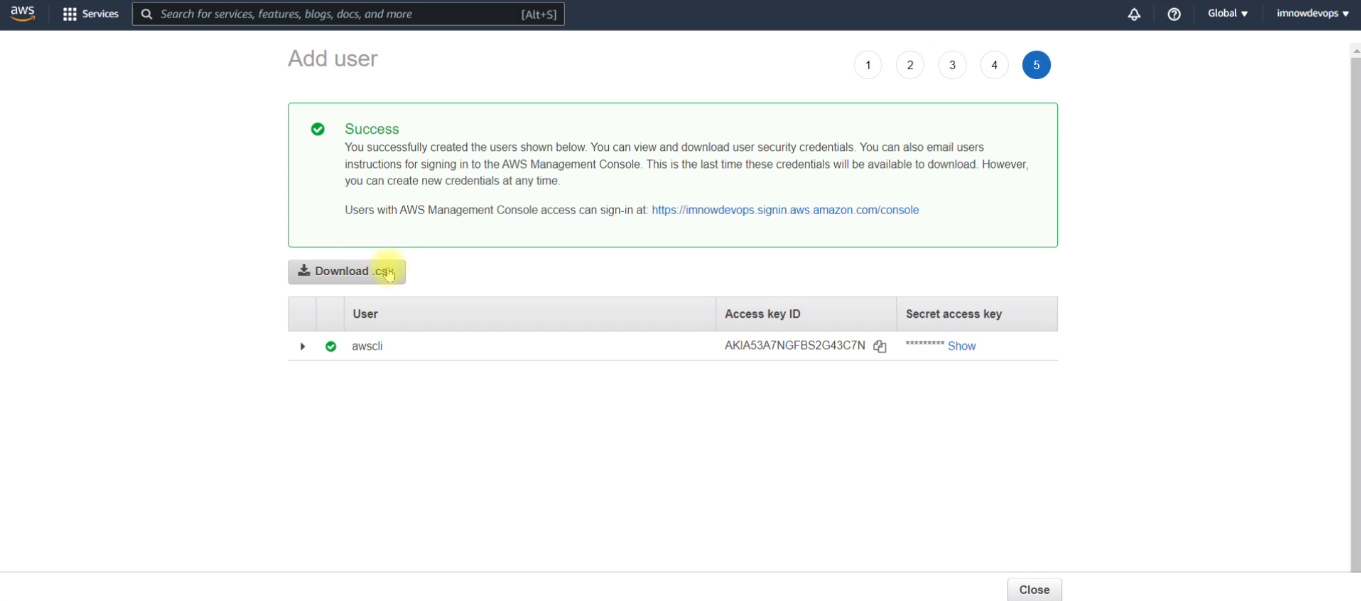 aws
Services
Search for services, features, blogs, docs, and more
[Alt+S]
Global
imnowdevops
Add user
1 2 3 4 5
Success
You successfully created the users shown below. You can view and download user security credentials. You can also email users
instructions for signing in to the AWS Management Console. This is the last time these credentials will be available to download. However,
you can create new credentials at any time.
Users with AWS Management Console access can sign-in at: https://imnowdevops.signin.aws.amazon.com/console
Download
User Access key ID Secret access key
awscli AKIA53A7NGFBS2G43C7N ********* Show
Close